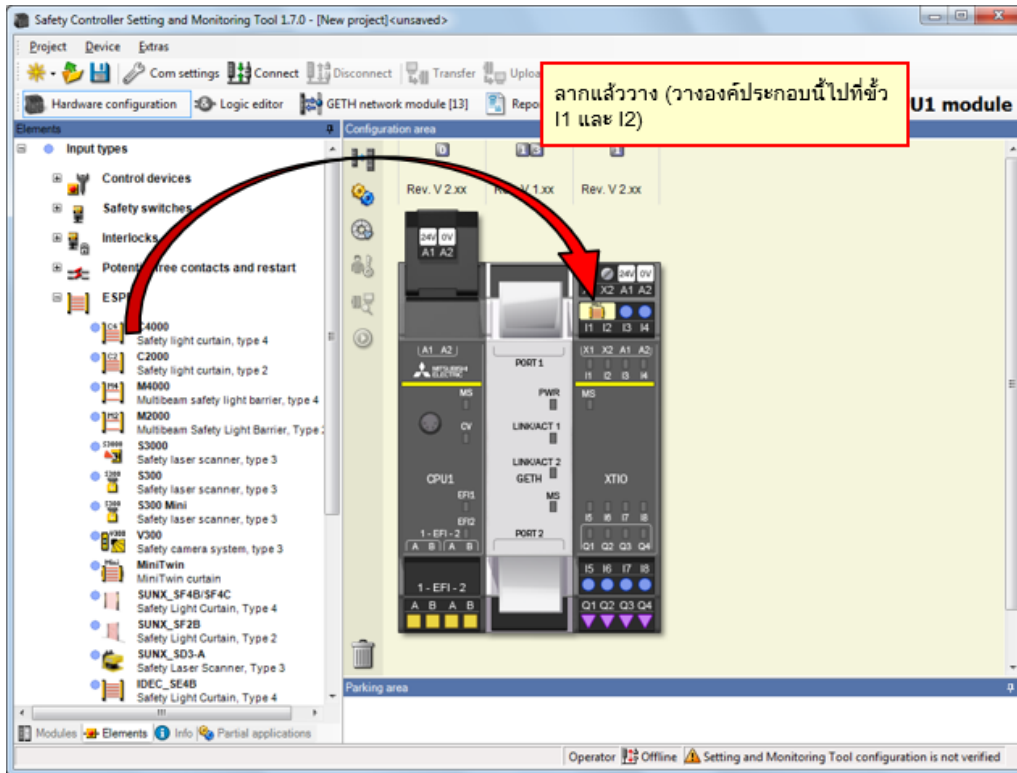 Safety Controller Setting and Monitoring Tool 1.7.0 - [New project]<unsaved>
Project Device Extras
Com settings Connect Disconnect Transfer
Hardware configuration Logic editor GETH network module [13]
U1 module
ลากแล้ววาง (วางองค์ประกอบนี้ไปที่ขั้ว
I1 และ I2)
Elements
Configuration area
Input types
Control devices
Safety switches
Interlocks
C4000
Safety light curtain, type 4
C2000
Safety light curtain, type 2
M4000
Multibeam safety light barrier, type 4
M2000
Multibeam Safety Light Barrier, Type
S3000
Safety laser scanner, type 3
S300
Safety laser scanner, type 3
S300 Mini
Safety laser scanner, type 3
V300
Safety camera system, type 3
MiniTwin
MiniTwin curtain
SUNX_SF4B/SF4C
Safety Light Curtain, Type 4
SUNX_SF2B
Safety Light Curtain, Type 2
SUNX_SD3-A
Safety Laser Scanner, Type 3
IDEC_SE4B
Safety Light Curtain, Type 4
Modules Elements Info Partial applications
Rev. V 2.xx
V 1.xx
Rev. V 2.xx
24V 0V
A1 A2
A1 A2
MITSUBISHI
ELECTRIC
MS
CV
CPU1
EFI1
EFI2
1 - EFI - 2
A B A B
1 - EFI - 2
A B A B
PORT 1
PWR
LINK/ACT 1
LINK/ACT 2
GETH
MS
PORT 2
24V 0V
X2 A1 A2
I1 I2 I3 I4
X1 X2 A1 A2
I1 I2 I3 I4
MS
XTIO
I5 I6 I7 I8
Q1 Q2 Q3 Q4
I5 I6 I7 I8
Q1 Q2 Q3 Q4
Parking area
Operator Offline Setting and Monitoring Tool configuration is not verified